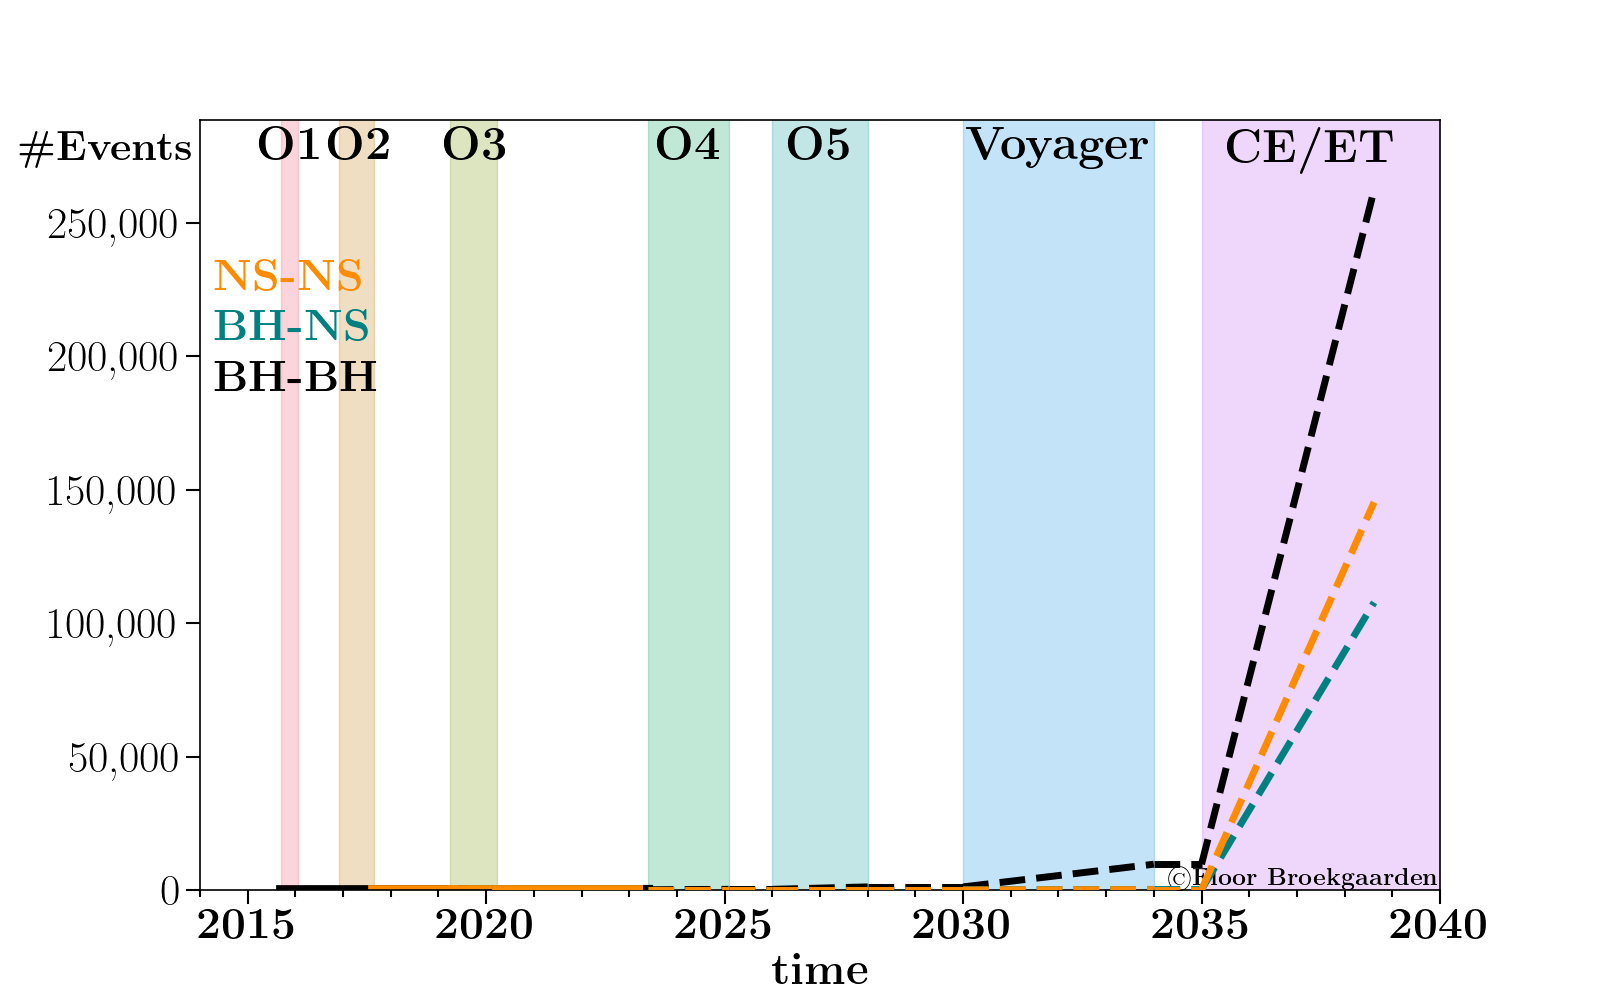 #Events O1 O2 O3 O4 O5 Voyager CE/ET
250,000
NS-NS
BH-NS
200,000
BH-BH
150,000
100,000
50,000
©Floor Broekgaarden
0
2015 2020 2025 2030 2035 2040
time